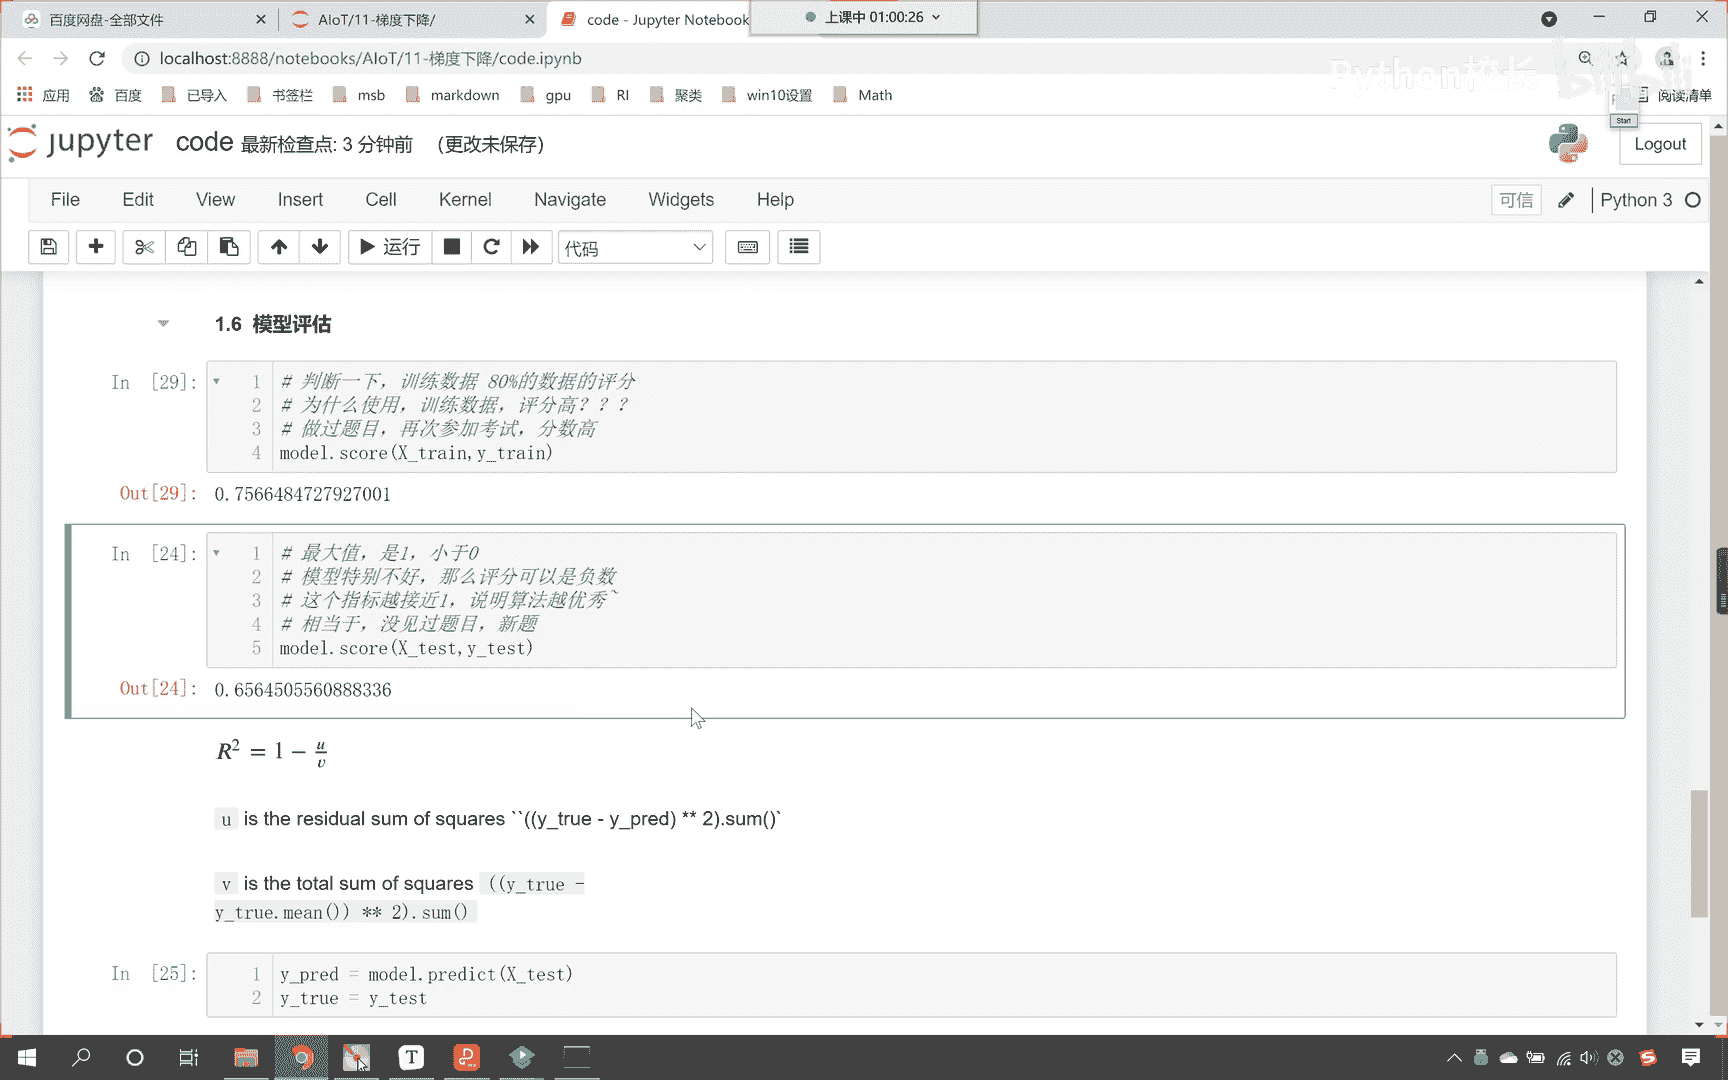 百度网盘-全部文件
AIoT/11-梯度下降/
code - Jupyter Notebook
上课中 01:00:26
localhost:8888/notebooks/AIoT/11-梯度下降/code.ipynb
Python校长
应用
百度
已导入
书签栏
msb
markdown
gpu
RI
聚类
win10设置
Math
阅读清单
Start
jupyter code 最新检查点: 3 分钟前 (更改未保存)
Logout
File Edit View Insert Cell Kernel Navigate Widgets Help
可信
Python 3
运行
代码
1.6 模型评估
In [29]:
1 # 判断一下，训练数据 80%的数据的评分
2 # 为什么使用，训练数据，评分高？？？
3 # 做过题目，再次参加考试，分数高
4 model.score(X_train,y_train)
Out[29]: 0.7566484727927001
In [24]:
1 # 最大值，是1，小于0
2 # 模型特别不好，那么评分可以是负数
3 # 这个指标越接近1，说明算法越优秀~
4 # 相当于，没见过题目，新题
5 model.score(X_test,y_test)
Out[24]: 0.6564505560888336
R² = 1 − u/v
u is the residual sum of squares ``((y_true - y_pred) ** 2).sum()`
v is the total sum of squares ((y_true -
y_true.mean()) ** 2).sum()
In [25]:
1 y_pred = model.predict(X_test)
2 y_true = y_test